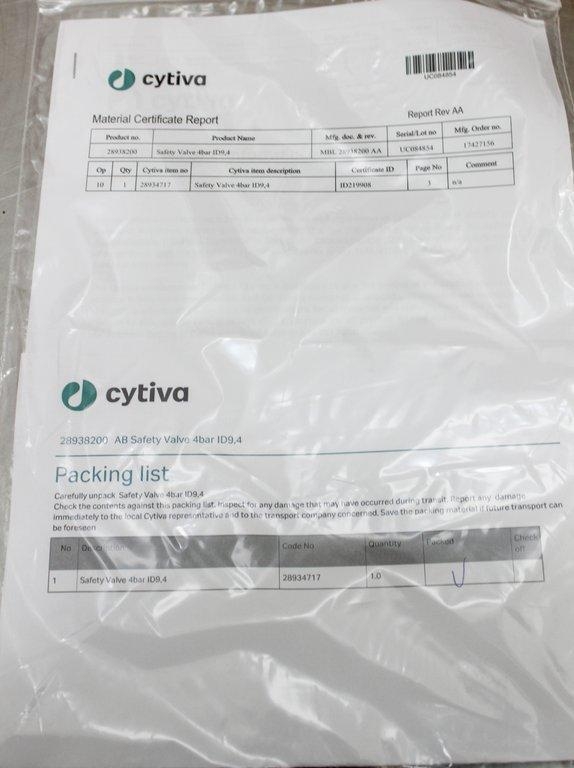 cytiva
UC084854
Material Certificate Report
Report Rev AA
Product no. Product Name Mfg. doc. & rev. Serial/Lot no Mfg. Order no.
28938200 Safety Valve 4bar ID9,4 MBL 28938200 AA UC084854 17427156
Op Qty Cytiva item no Cytiva item description Certificate ID Page No Comment
10 1 28934717 Safety Valve 4bar ID9,4 ID219908 3 n/a
cytiva
28938200 AB Safety Valve 4bar ID9,4
Packing list
Carefully unpack Safety Valve 4bar ID9,4
Check the contents against this packing list. Inspect for any damage that may have occurred during transit. Report any damage
immediately to the local Cytiva representative and to the transport company concerned. Save the packing material if future transport can
be foreseen
No Description Code No Quantity Packed Check off
1 Safety Valve 4bar ID9,4 28934717 1.0